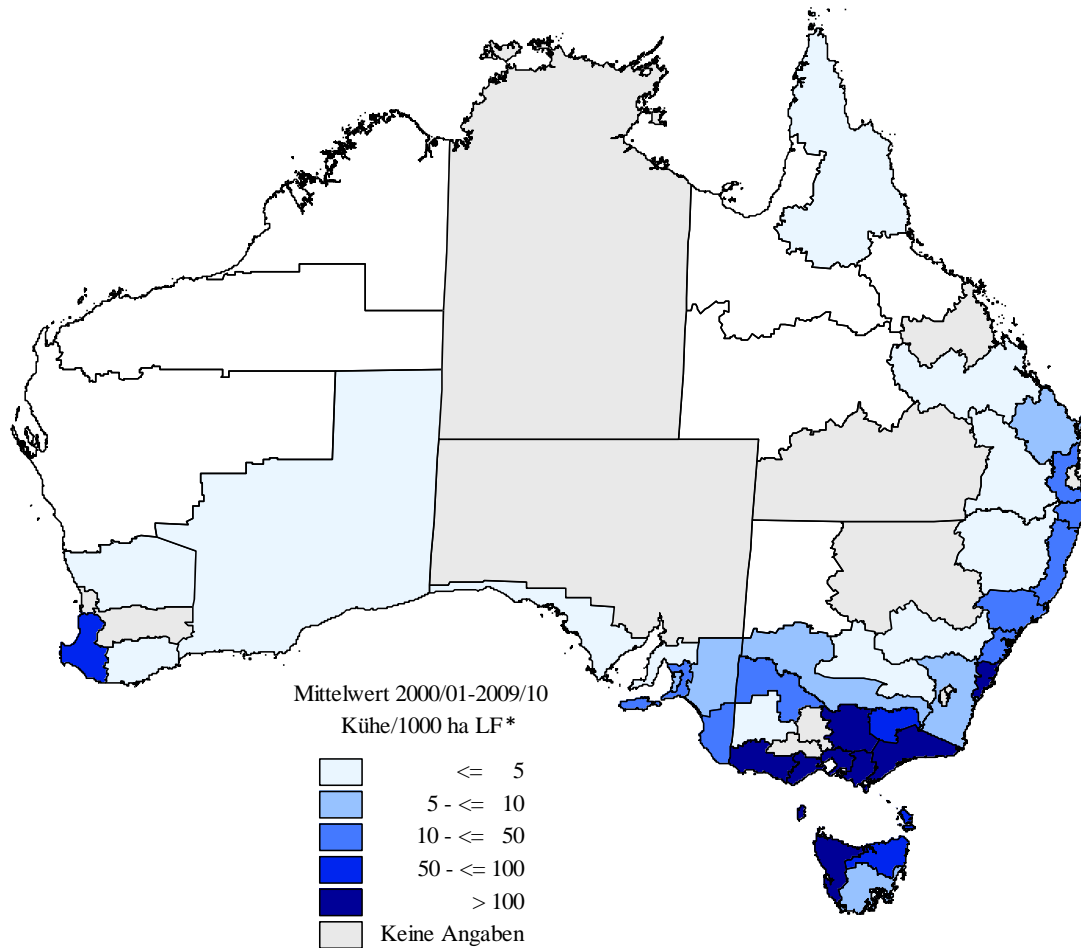 Mittelwert 2000/01-2009/10
Kühe/1000 ha LF*
<= 5
5 - <= 10
10 - <= 50
50 - <= 100
> 100
Keine Angaben